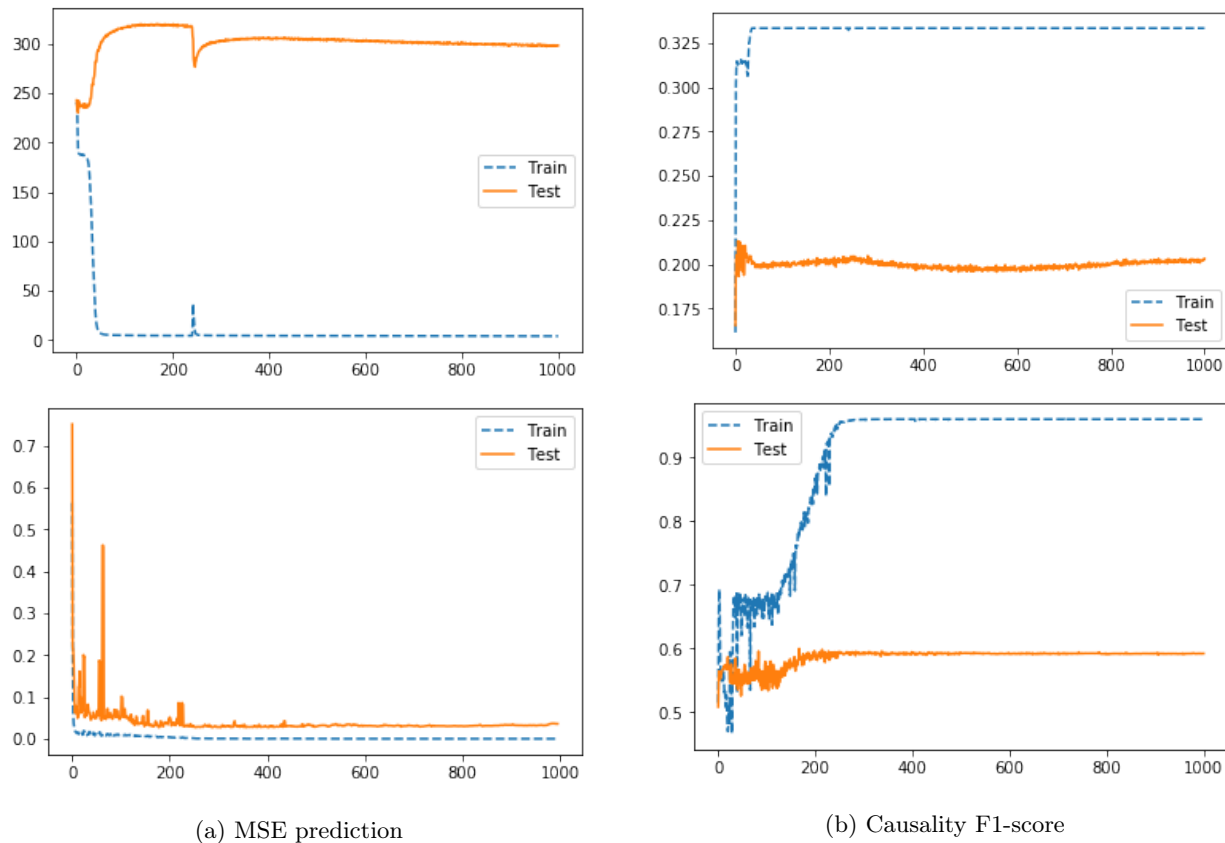 300
250
200
150
100
50
0
Train
Test
0 200 400 600 800 1000
0.325
0.300
0.275
0.250
0.225
0.200
0.175
Train
Test
0 200 400 600 800 1000
0.7
0.6
0.5
0.4
0.3
0.2
0.1
0.0
Train
Test
0 200 400 600 800 1000
(a) MSE prediction
0.9
0.8
0.7
0.6
0.5
Train
Test
0 200 400 600 800 1000
(b) Causality F1-score